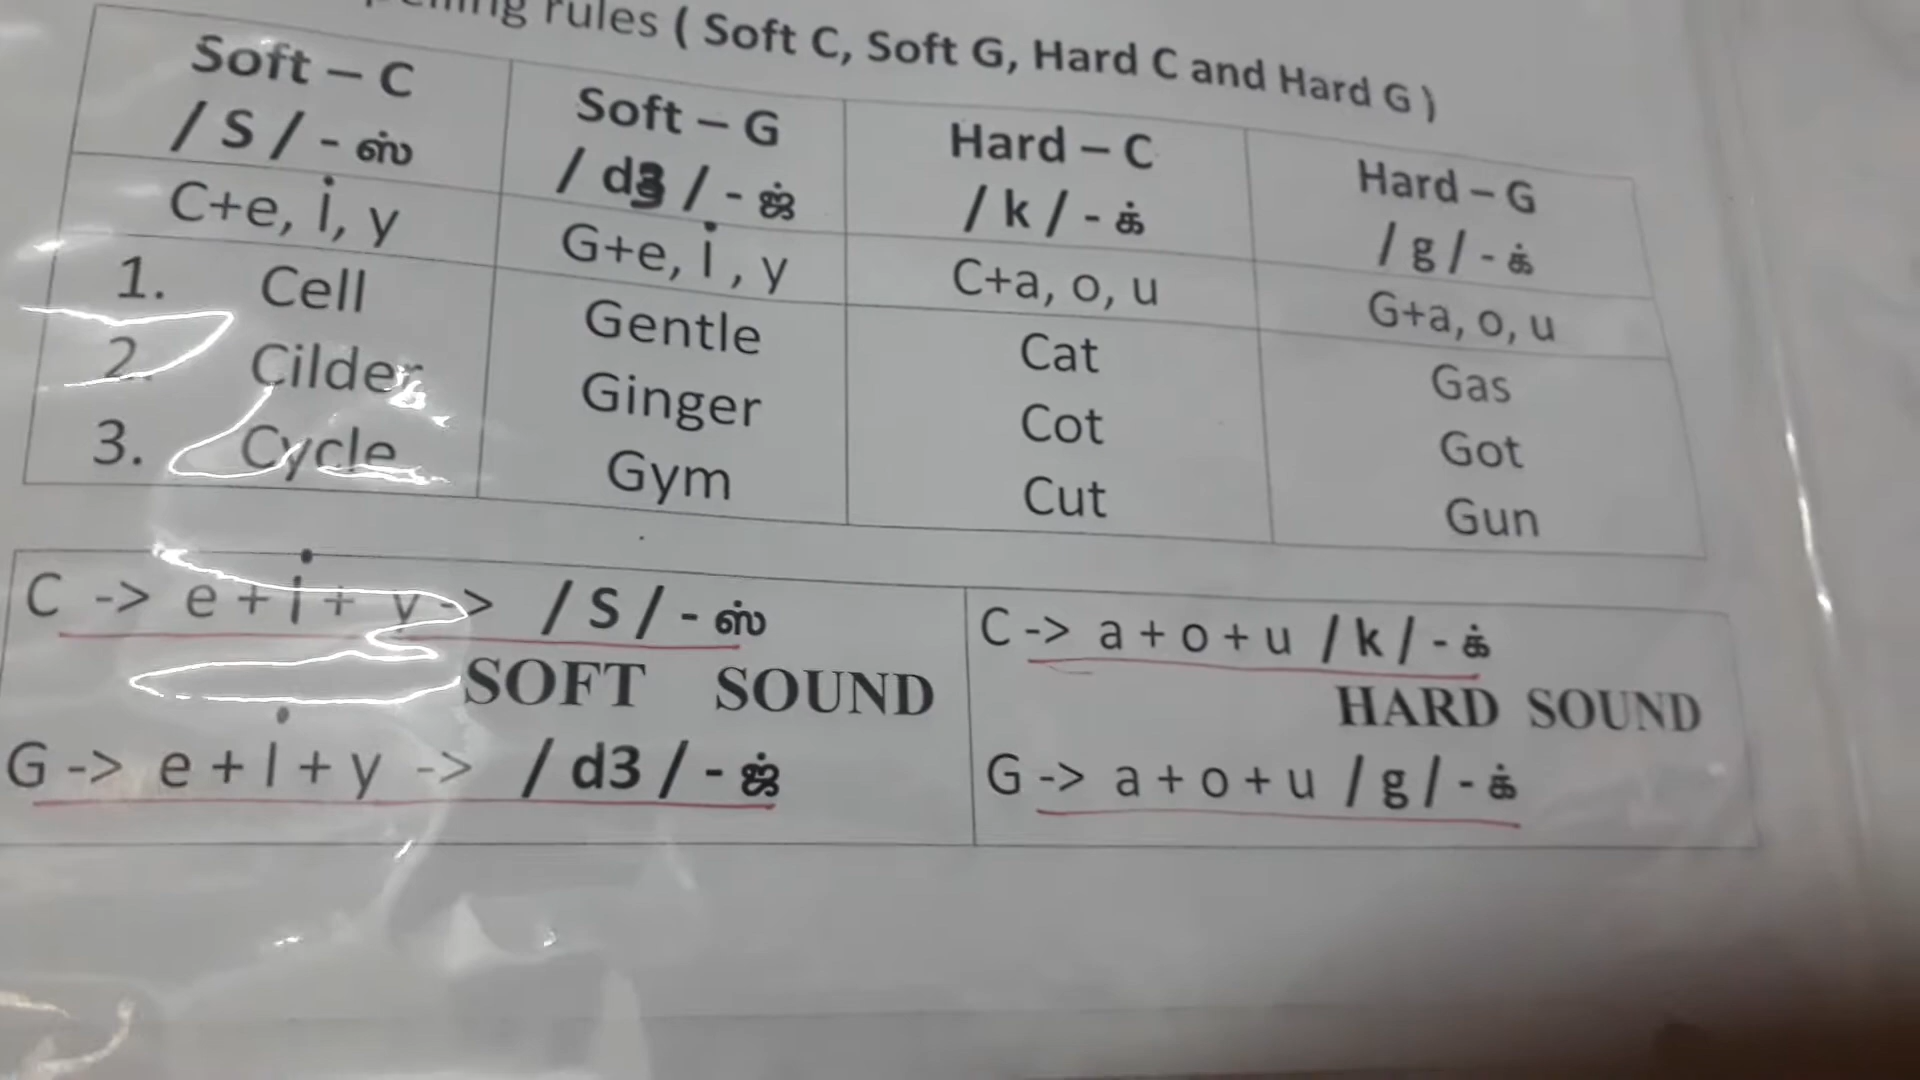 rules ( Soft C, Soft G, Hard C and Hard G )
Soft – C
/ S / - ஸ்
Soft – G
/ d3 / - ஜ்
Hard – C
/ k / - க்
Hard – G
/ g / - க்
C+e, i, y
G+e, i , y
C+a, o, u
G+a, o, u
1. Cell
Gentle
Cat
Gas
2. Cilder
Ginger
Cot
Got
3. Cycle
Gym
Cut
Gun
C -> e + i + y -> / S / - ஸ்
SOFT SOUND
G -> e + i + y -> / d3 / - ஜ்
C -> a + o + u / k / - க்
HARD SOUND
G -> a + o + u / g / - க்